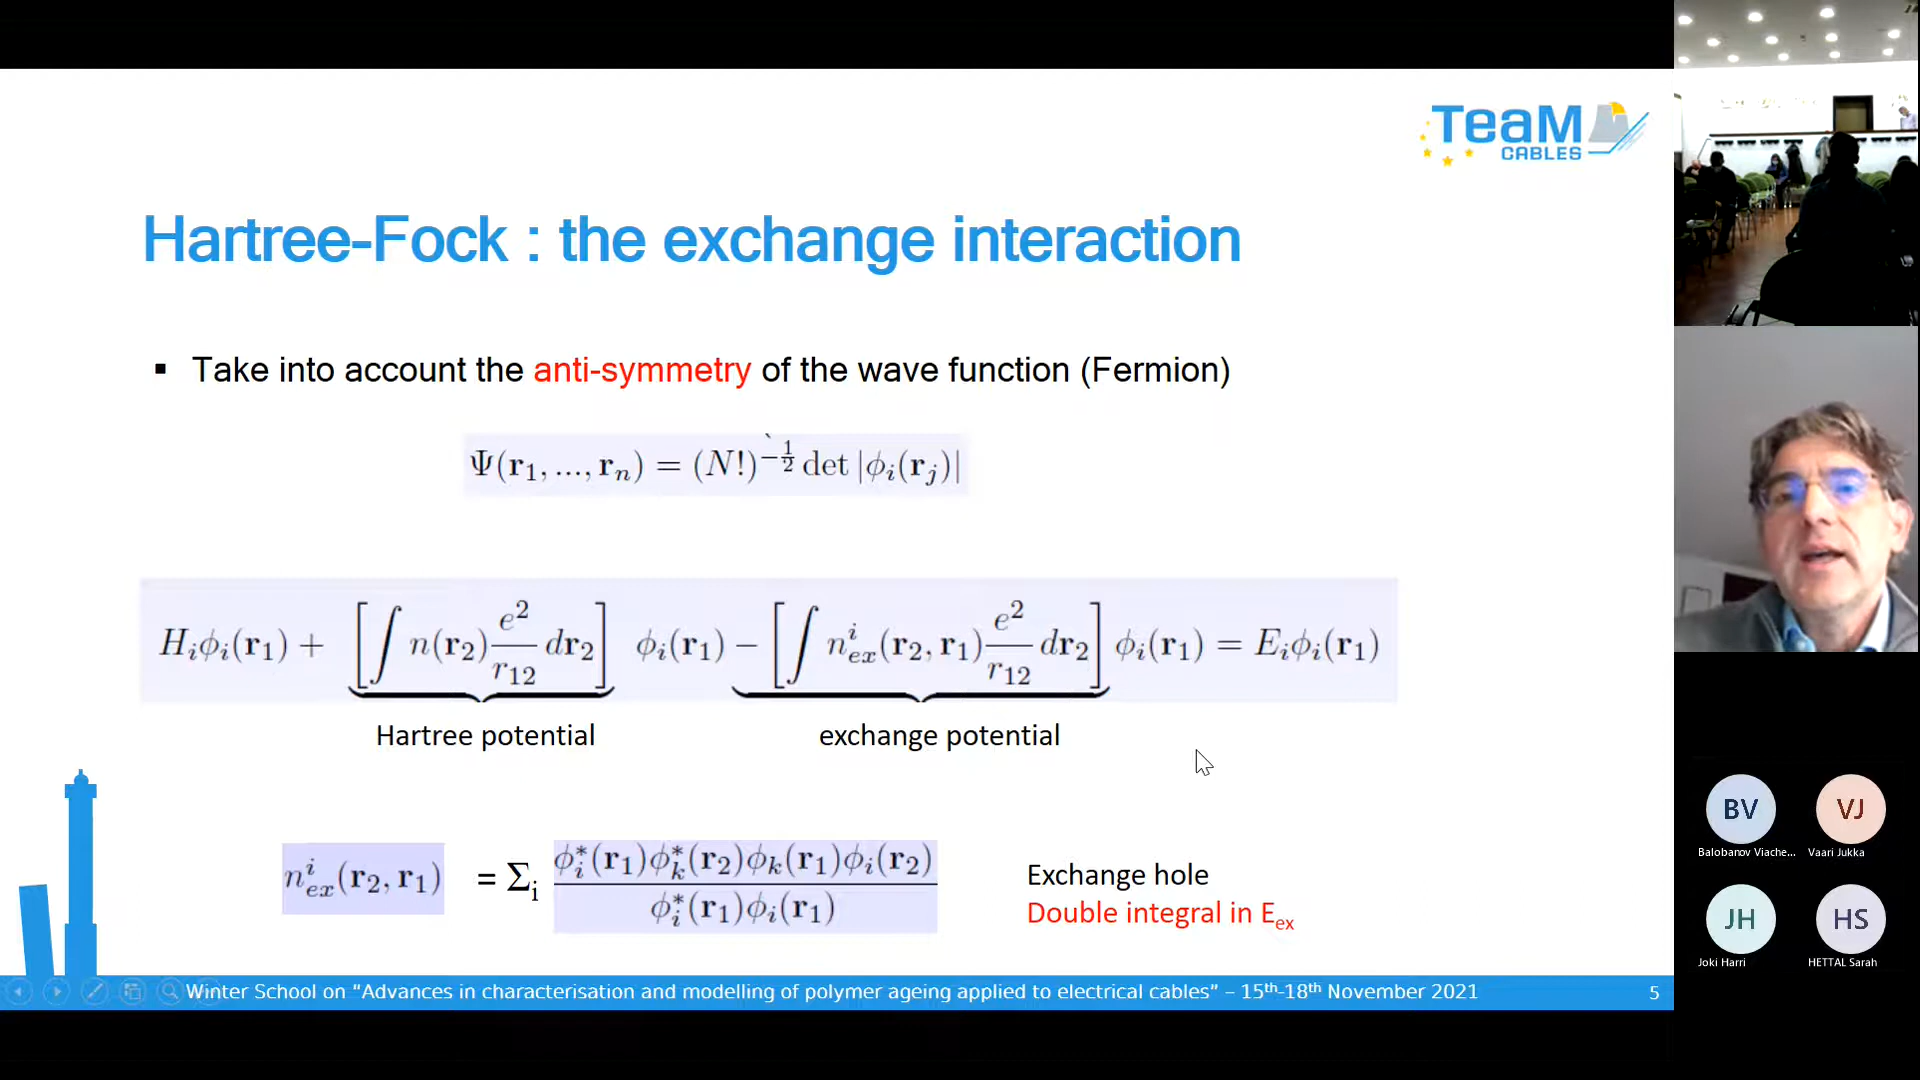 TeaM
CABLES
Hartree-Fock : the exchange interaction
▪ Take into account the anti-symmetry of the wave function (Fermion)
Ψ(r₁, ..., rₙ) = (N!)^{-1/2} det |ϕᵢ(rⱼ)|
Hᵢϕᵢ(r₁) + [∫ n(r₂) e²/r₁₂ dr₂] ϕᵢ(r₁) − [∫ nⁱₑₓ(r₂, r₁) e²/r₁₂ dr₂] ϕᵢ(r₁) = Eᵢϕᵢ(r₁)
Hartree potential exchange potential
nⁱₑₓ(r₂, r₁) = Σᵢ ϕᵢ*(r₁)ϕₖ*(r₂)ϕₖ(r₁)ϕᵢ(r₂) / ϕᵢ*(r₁)ϕᵢ(r₁)
Exchange hole
Double integral in Eₑₓ
Winter School on “Advances in characterisation and modelling of polymer ageing applied to electrical cables” – 15th-18th November 2021 5
BV VJ
Balobanov Viache... Vaari Jukka
JH HS
Joki Harri HETTAL Sarah